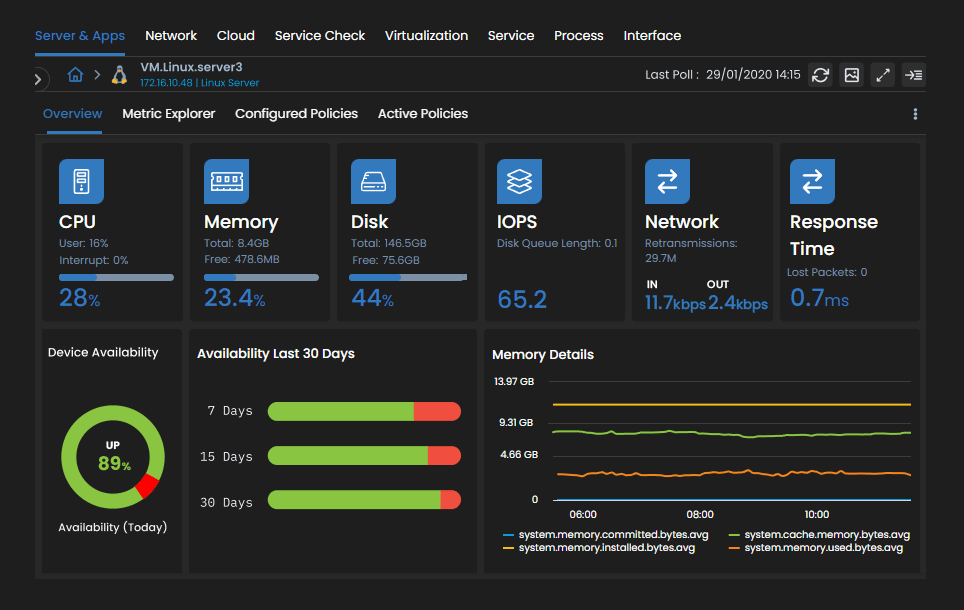 Server & Apps Network Cloud Service Check Virtualization Service Process Interface
VM.Linux.server3
172.16.10.48 | Linux Server
Last Poll : 29/01/2020 14:15
Overview Metric Explorer Configured Policies Active Policies
CPU
User: 16%
Interrupt: 0%
28%
Memory
Total: 8.4GB
Free: 478.6MB
23.4%
Disk
Total: 146.5GB
Free: 75.6GB
44%
IOPS
Disk Queue Length: 0.1
65.2
Network
Retransmissions:
29.7M
IN OUT
11.7kbps 2.4kbps
Response
Time
Lost Packets: 0
0.7ms
Device Availability
UP
89%
Availability (Today)
Availability Last 30 Days
7 Days
15 Days
30 Days
Memory Details
13.97 GB
9.31 GB
4.66 GB
0
06:00 08:00 10:00
system.memory.committed.bytes.avg system.cache.memory.bytes.avg
system.memory.installed.bytes.avg system.memory.used.bytes.avg